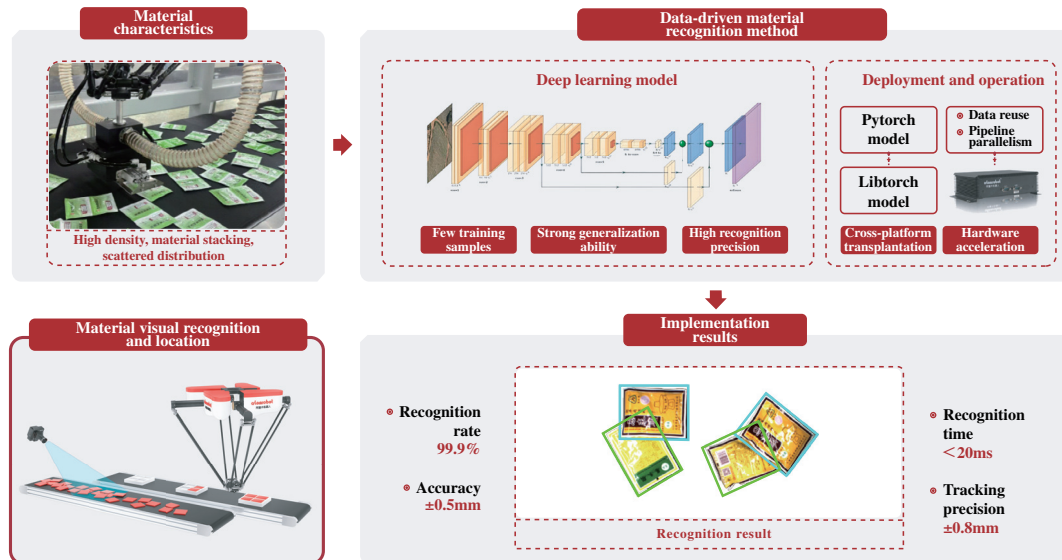 Material
characteristics
High density, material stacking,
scattered distribution
Data-driven material
recognition method
Deep learning model
Few training
samples
Strong generalization
ability
High recognition
precision
Deployment and operation
Pytorch
model
Data reuse
Pipeline
parallelism
Libtorch
model
Cross-platform
transplantation
Hardware
acceleration
Material visual recognition
and location
Implementation
results
Recognition
rate
99.9%
Accuracy
±0.5mm
Recognition result
Recognition
time
<20ms
Tracking
precision
±0.8mm